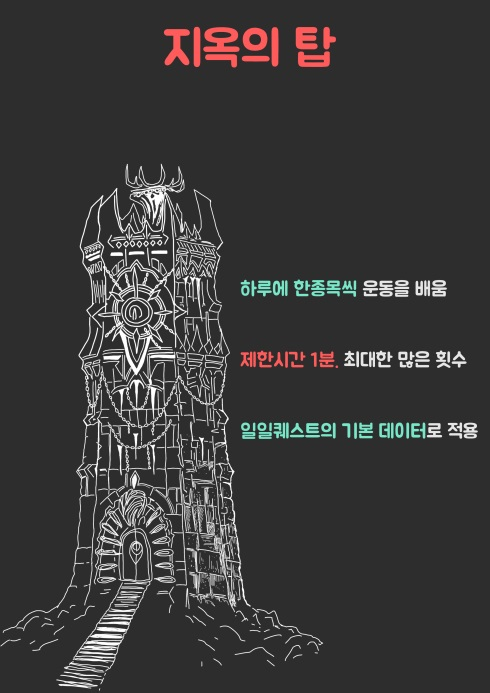 지옥의 탑
하루에 한종목씩 운동을 배움
제한시간 1분, 최대한 많은 횟수
일일퀘스트의 기본 데이터로 적용